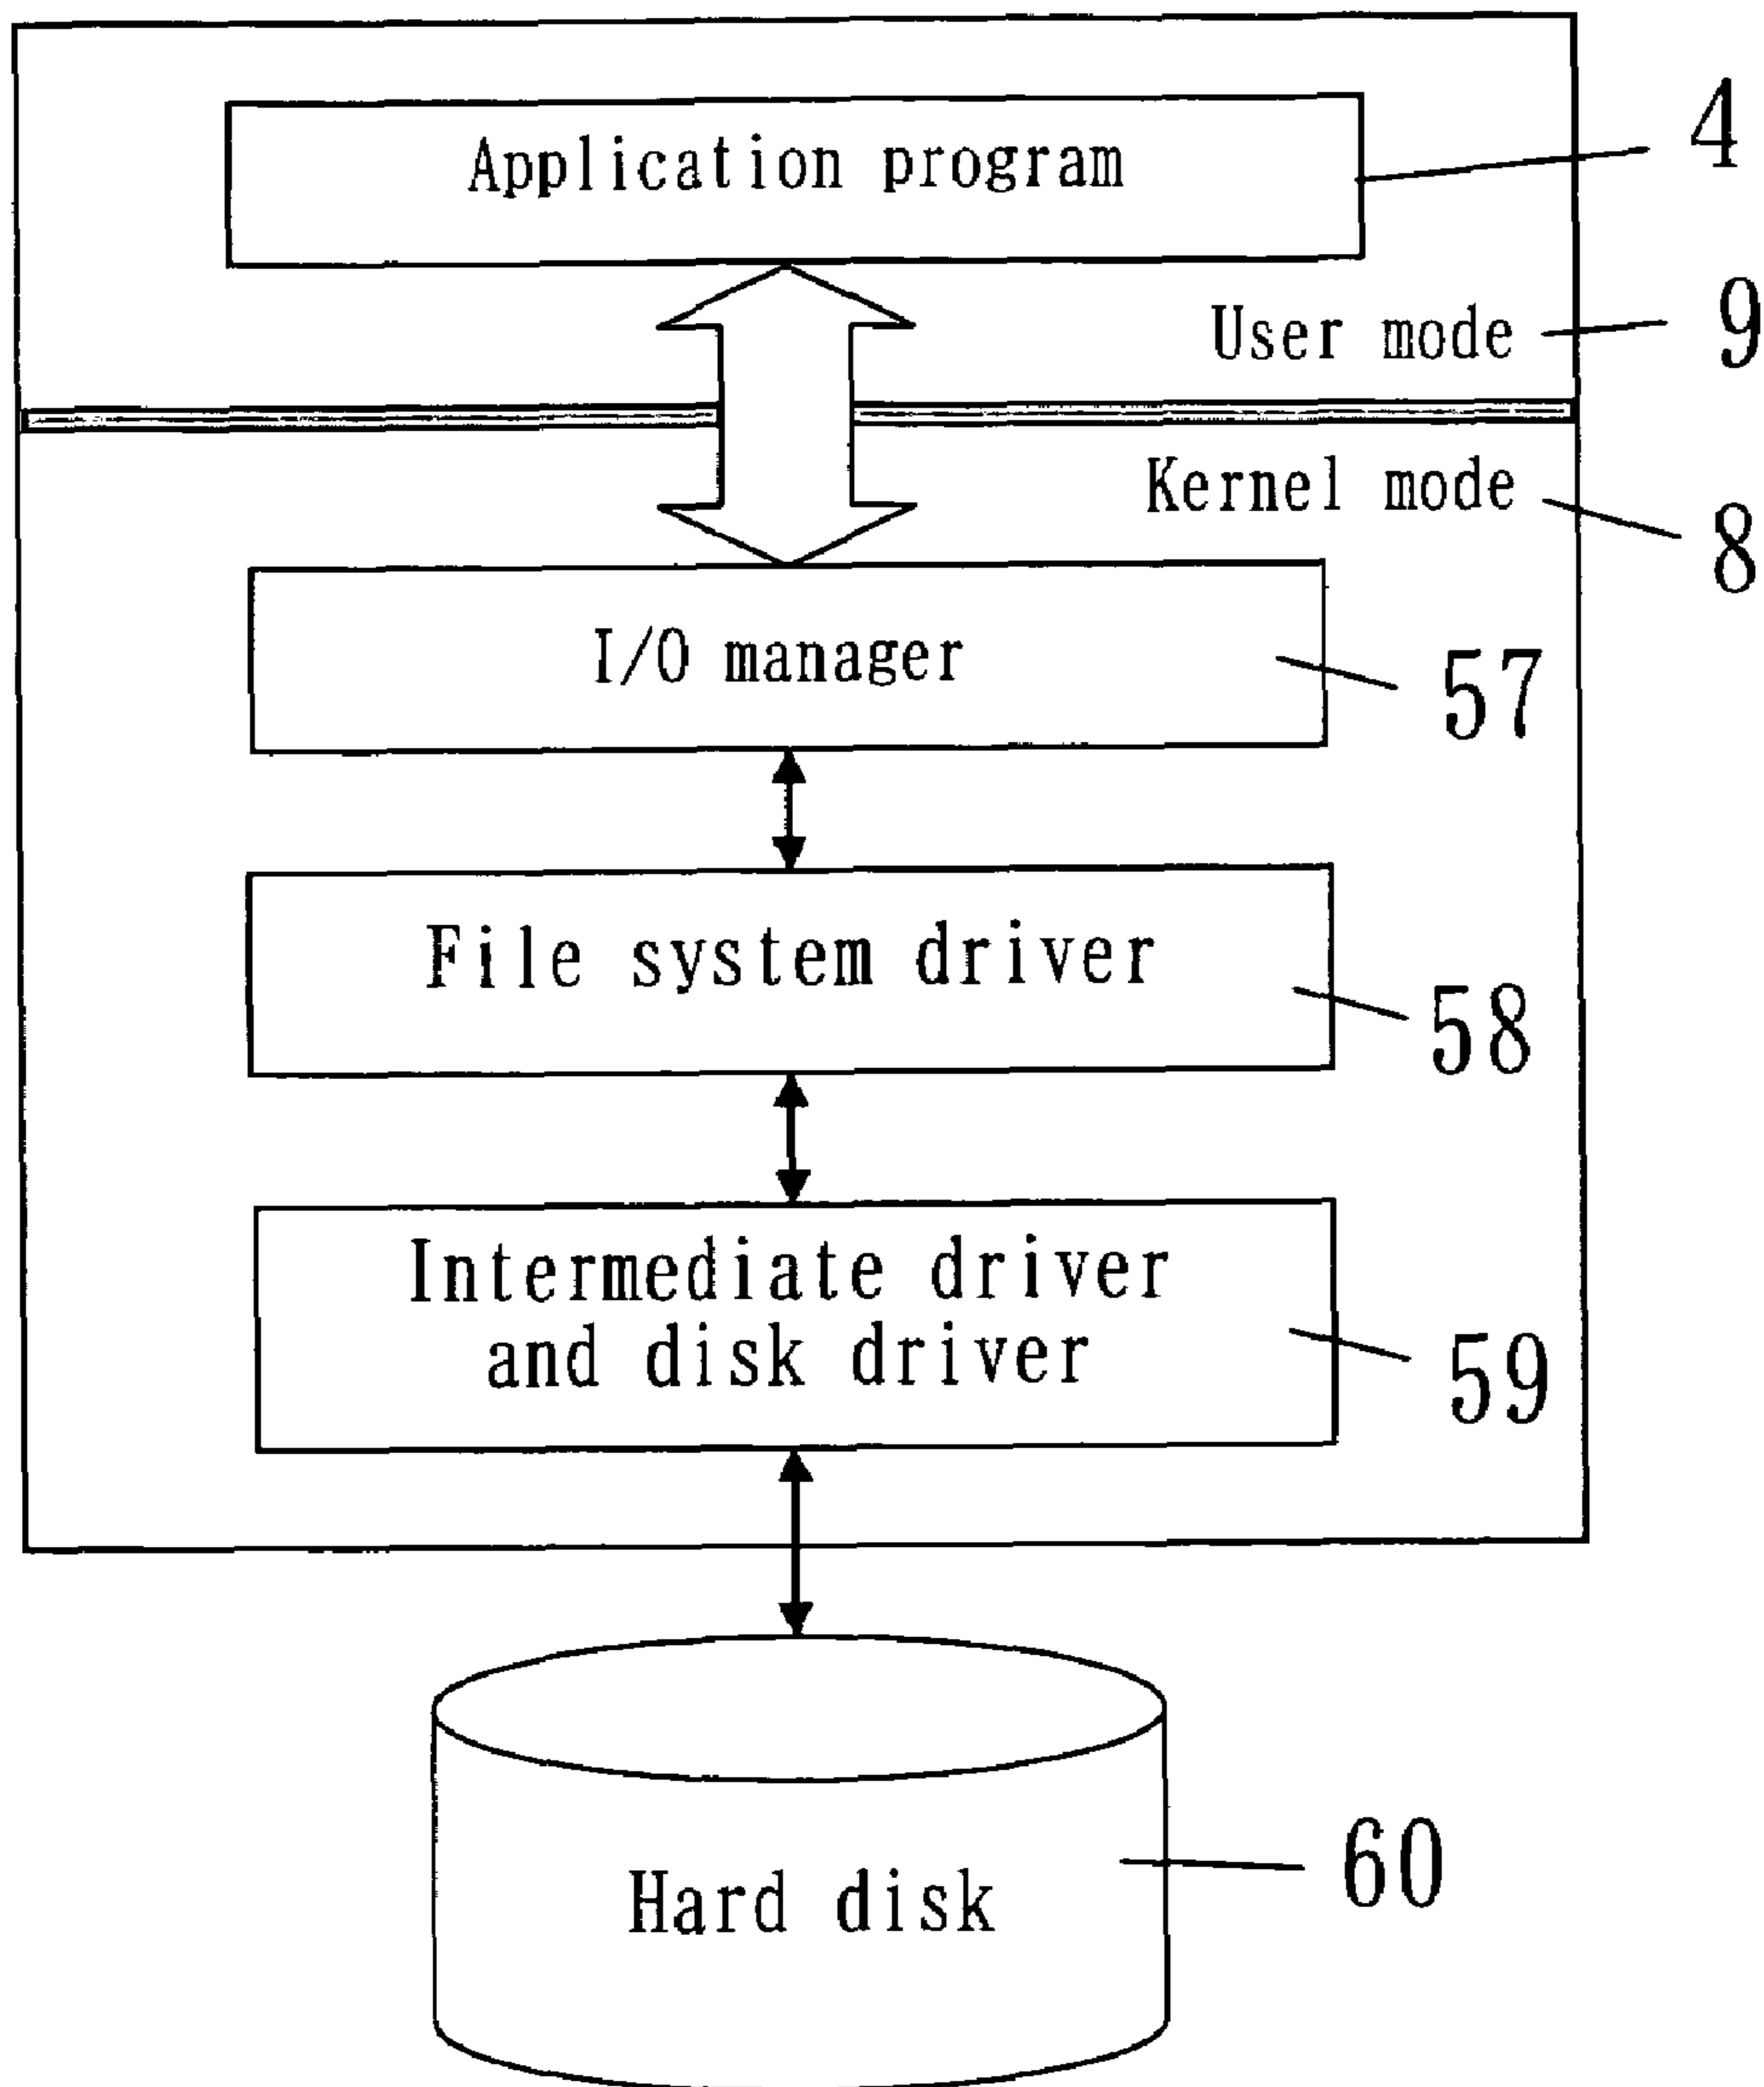 Application program
4
User mode
9
Kernel mode
8
I/O manager
57
File system driver
58
Intermediate driver
and disk driver
59
Hard disk
60